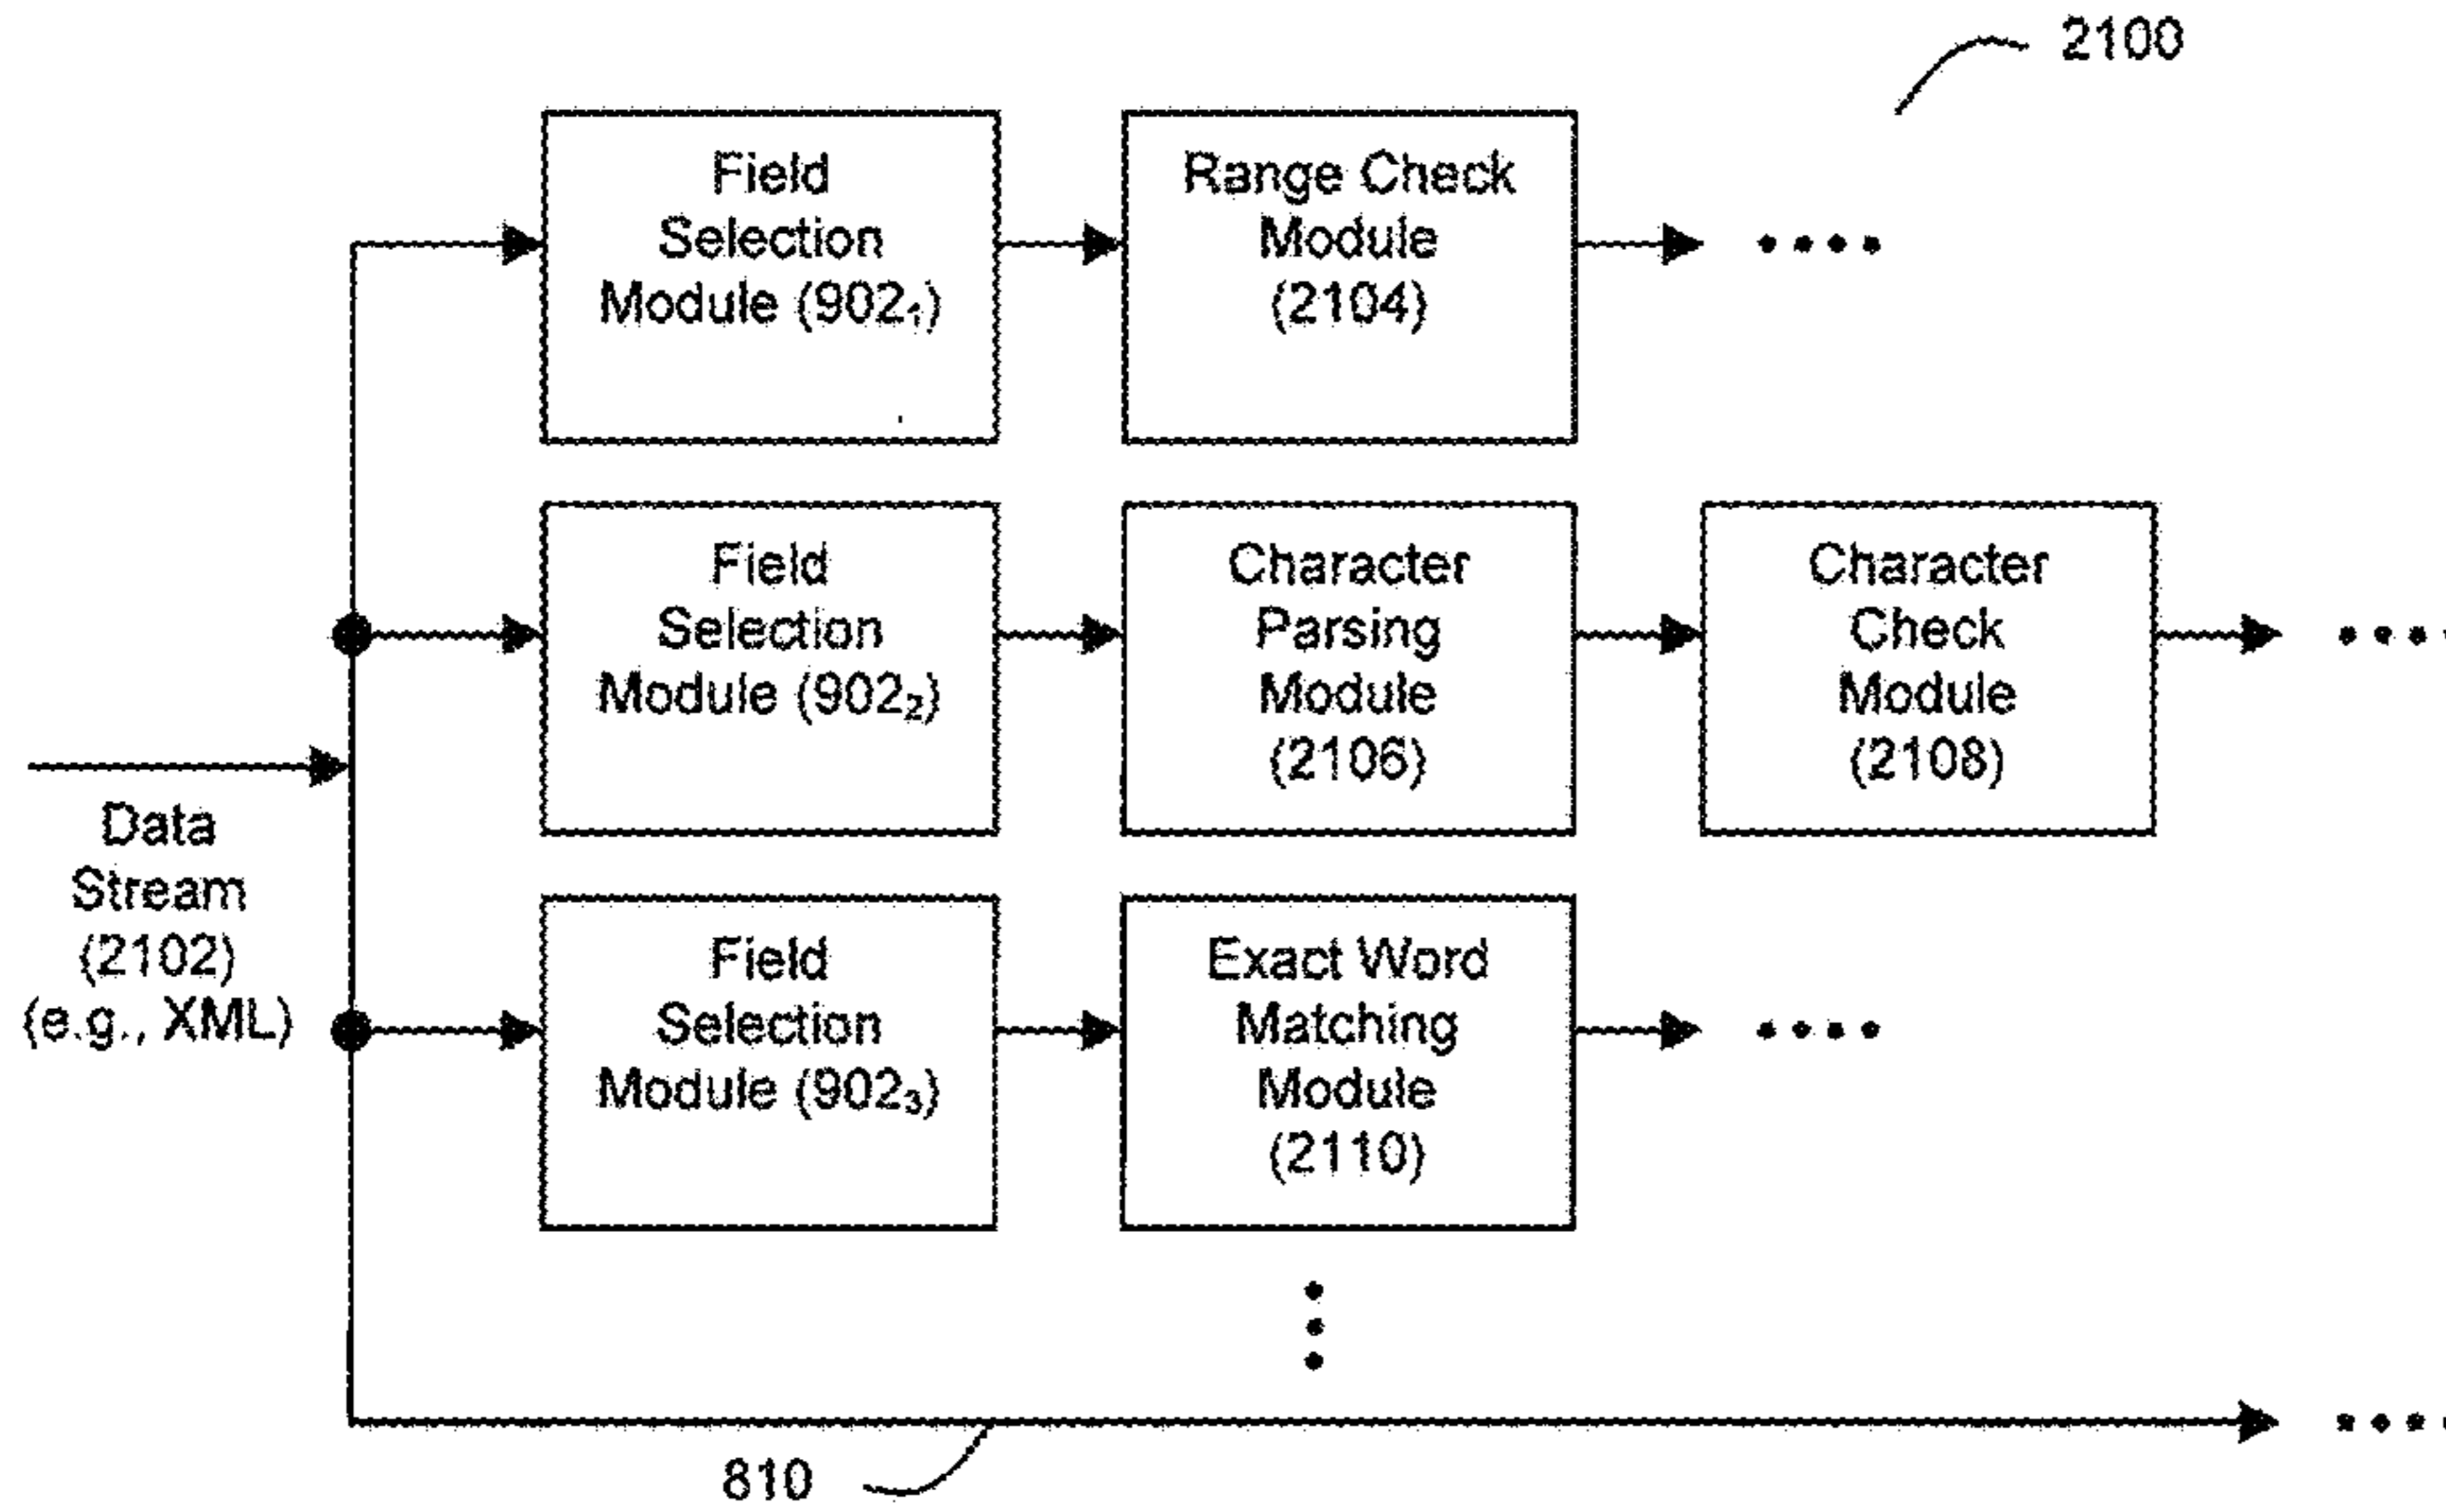 2100
Field
Selection
Module (902₁)
Range Check
Module
(2104)
Field
Selection
Module (902₂)
Character
Parsing
Module
(2106)
Character
Check
Module
(2108)
Data
Stream
(2102)
(e.g., XML)
Field
Selection
Module (902₃)
Exact Word
Matching
Module
(2110)
810